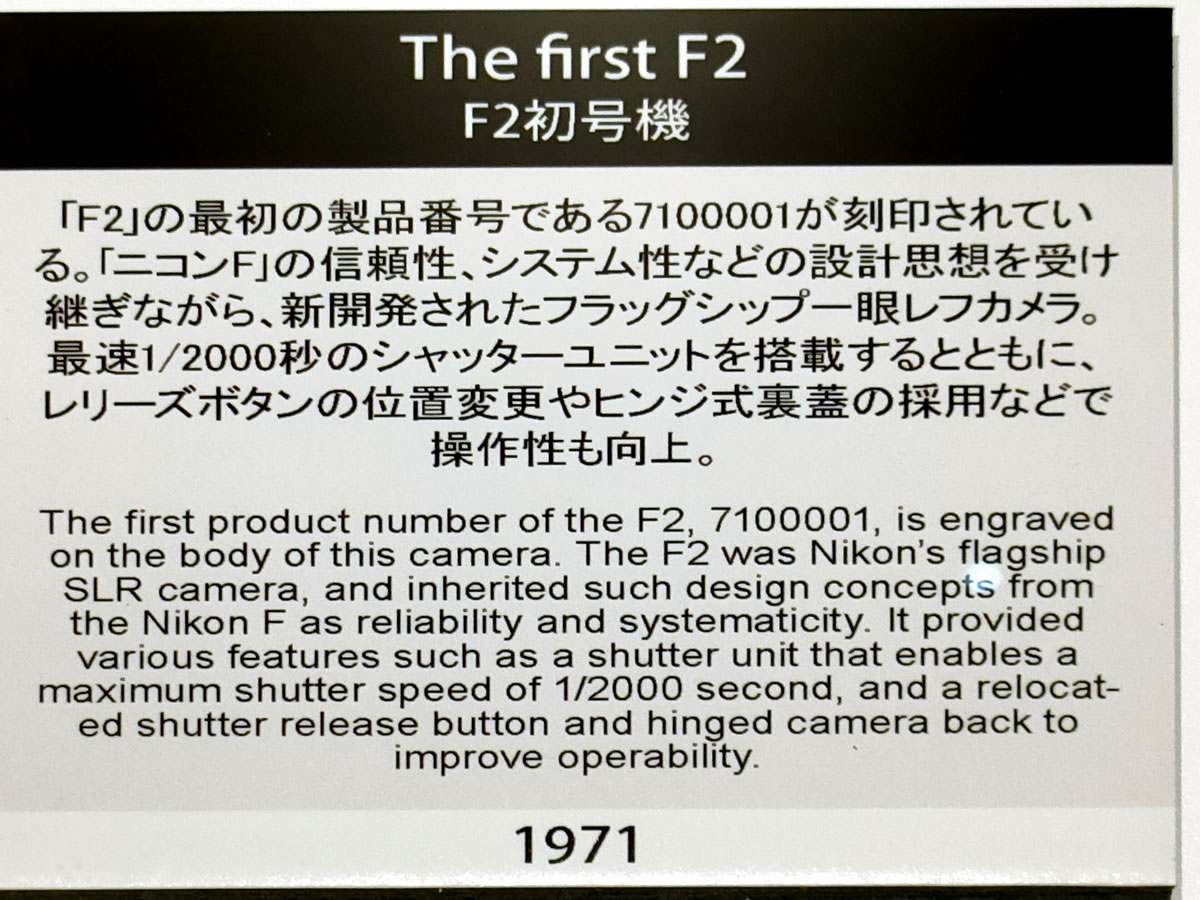 The first F2
F2初号機
「F2」の最初の製品番号である7100001が刻印されてい
る。「ニコンF」の信頼性、システム性などの設計思想を受け
継ぎながら、新開発されたフラッグシップ一眼レフカメラ。
最速1/2000秒のシャッターユニットを搭載するとともに、
レリーズボタンの位置変更やヒンジ式裏蓋の採用などで
操作性も向上。
The first product number of the F2, 7100001, is engraved
on the body of this camera. The F2 was Nikon's flagship
SLR camera, and inherited such design concepts from
the Nikon F as reliability and systematicity. It provided
various features such as a shutter unit that enables a
maximum shutter speed of 1/2000 second, and a relocat-
ed shutter release button and hinged camera back to
improve operability.
1971